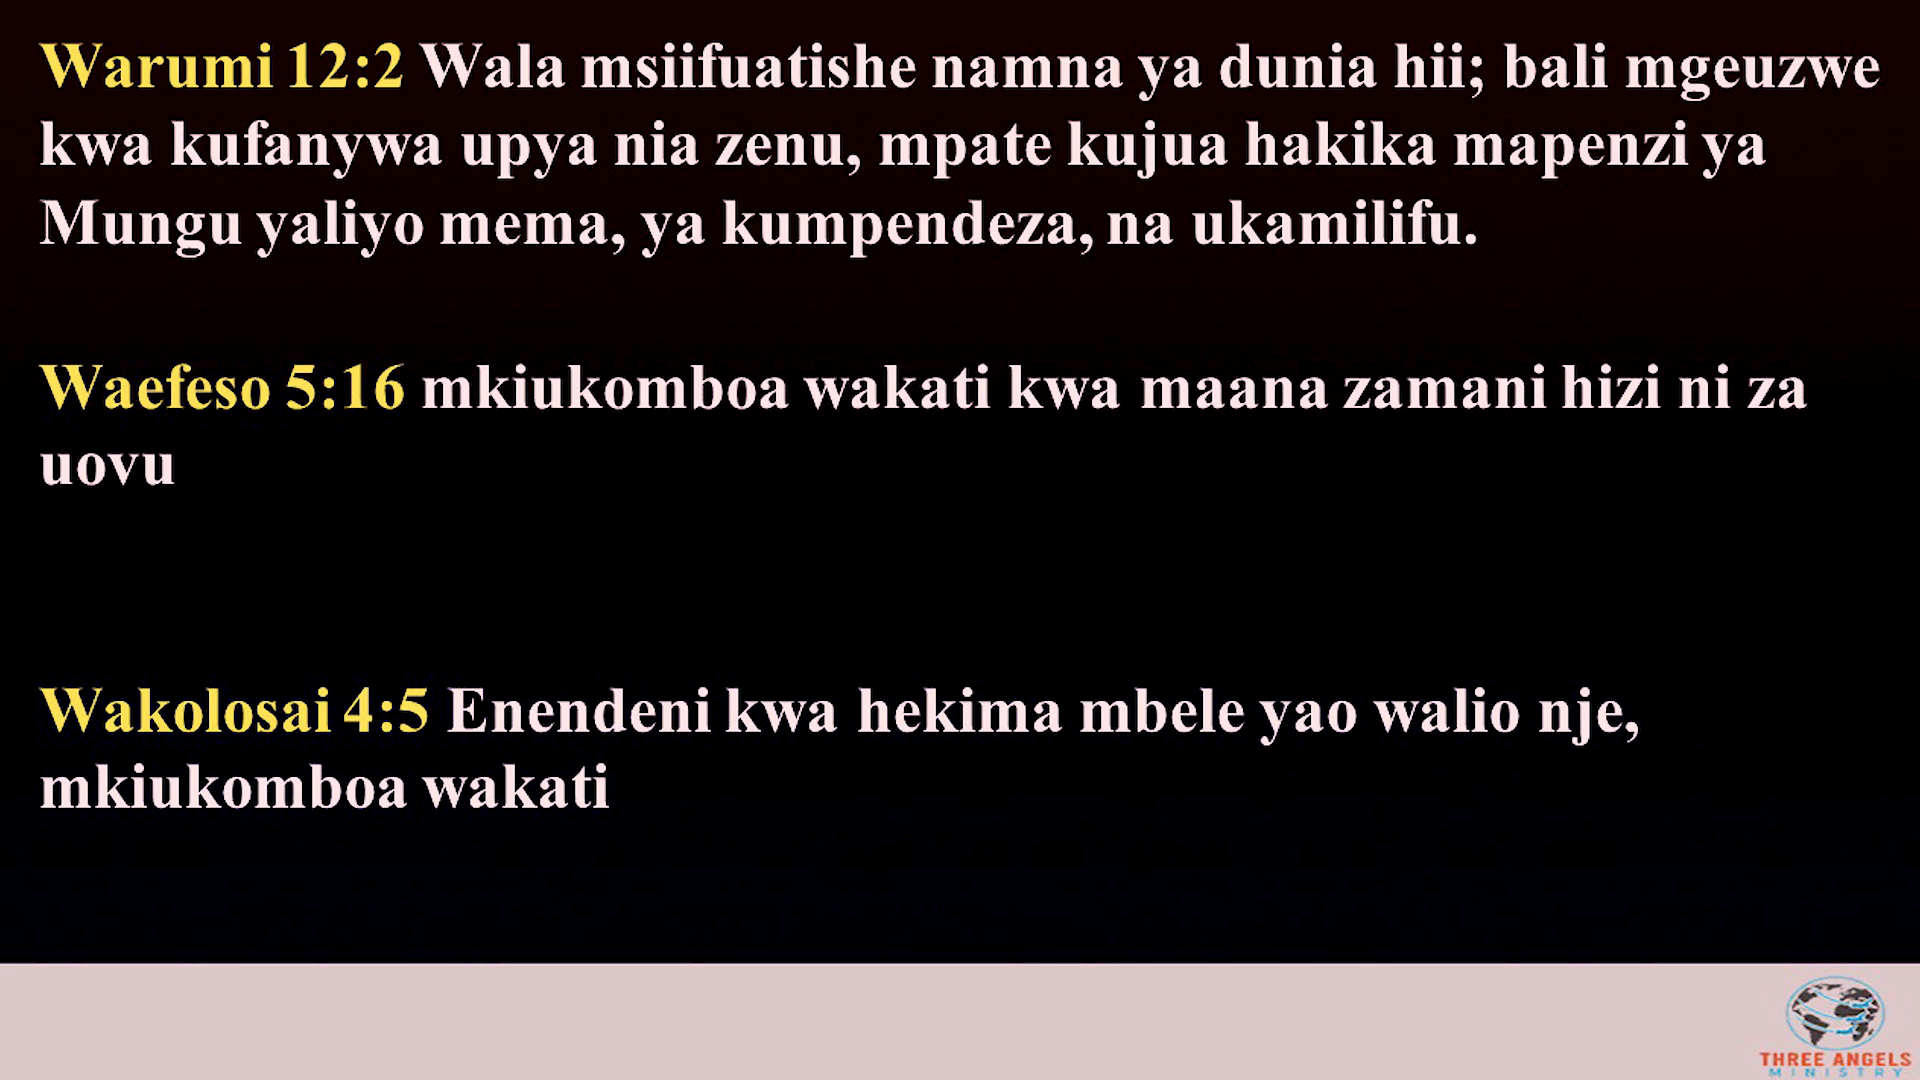 Warumi 12:2 Wala msiifuatishe namna ya dunia hii; bali mgeuzwe
kwa kufanywa upya nia zenu, mpate kujua hakika mapenzi ya
Mungu yaliyo mema, ya kumpendeza, na ukamilifu.
Waefeso 5:16 mkiukomboa wakati kwa maana zamani hizi ni za
uovu
Wakolosai 4:5 Enendeni kwa hekima mbele yao walio nje,
mkiukomboa wakati
THREE ANGELS
MINISTRY